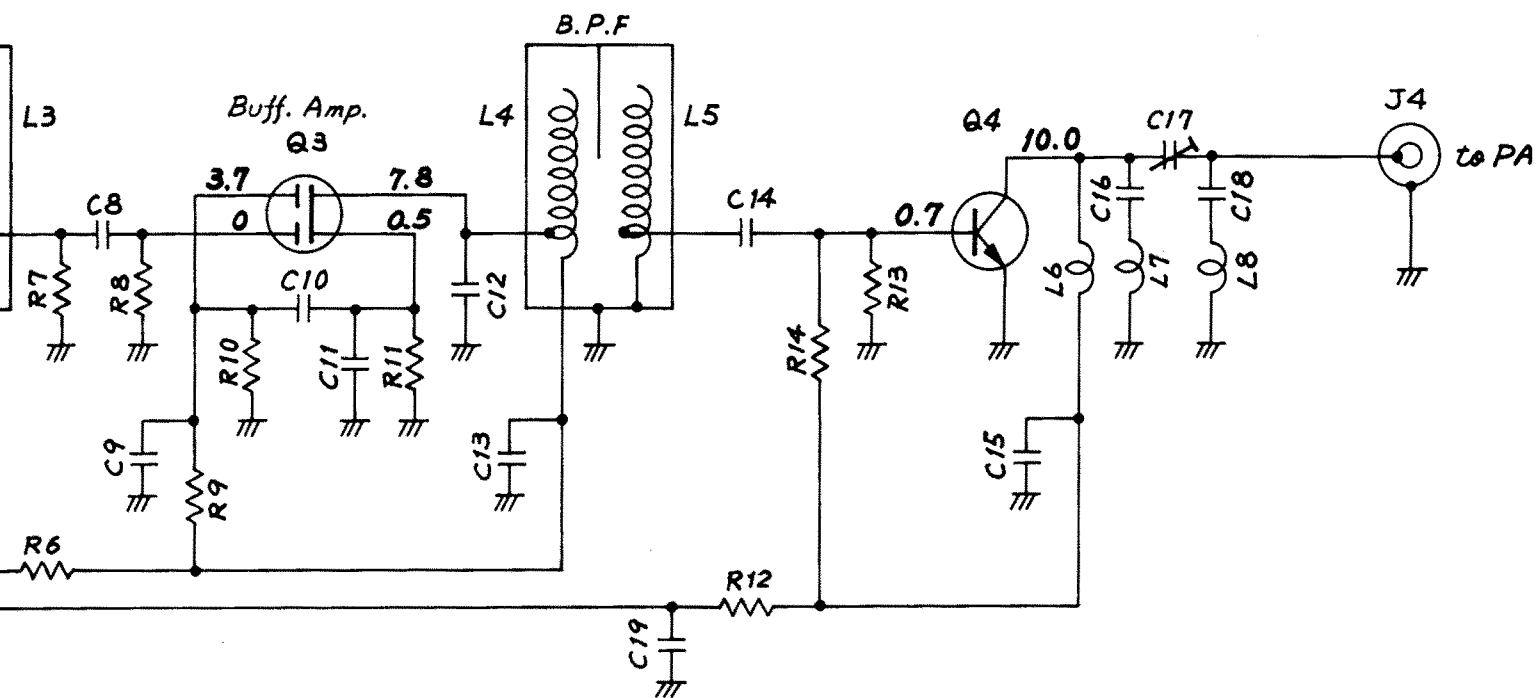 B.P.F
L3
Buff. Amp.
Q3
L4
L5
Q4
10.0
C17
J4
to PA
3.7
7.8
C8
0
0.5
C14
0.7
C16
C18
R7
R8
C10
C12
R13
L6
L7
L8
R10
C11
R11
R14
C9
R9
C13
C15
R6
R12
C19